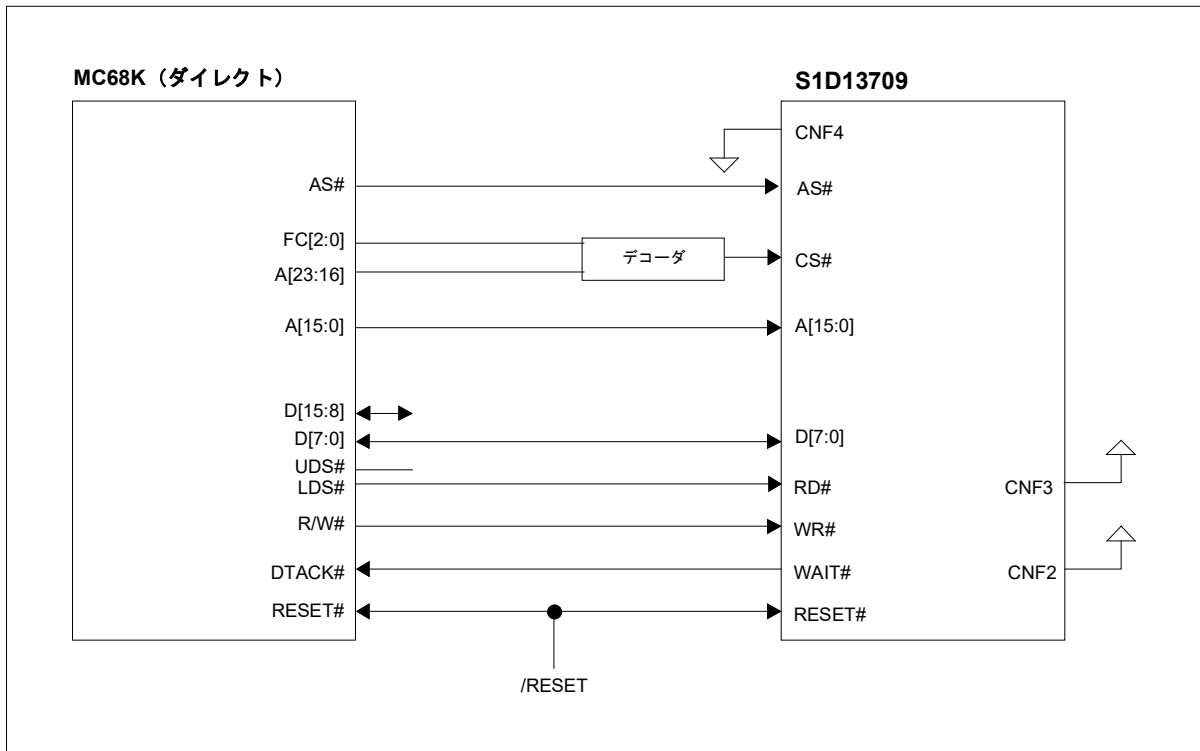 MC68K（ダイレクト）
AS#
FC[2:0]
A[23:16]
A[15:0]
D[15:8]
D[7:0]
UDS#
LDS#
R/W#
DTACK#
RESET#
デコーダ
/RESET
S1D13709
CNF4
AS#
CS#
A[15:0]
D[7:0]
RD#
WR#
WAIT#
RESET#
CNF3
CNF2